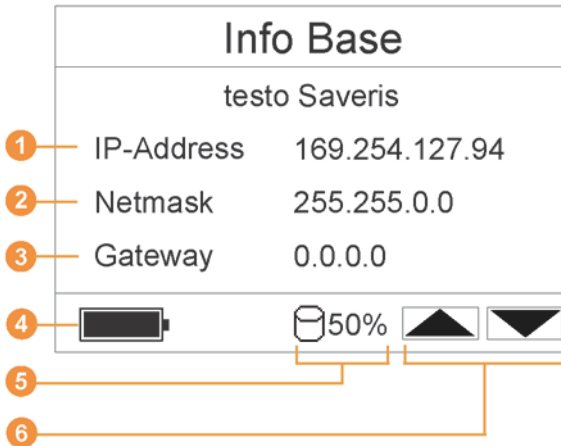 Info Base
testo Saveris
1 IP-Address 169.254.127.94
2 Netmask 255.255.0.0
3 Gateway 0.0.0.0
4 50%
5
6